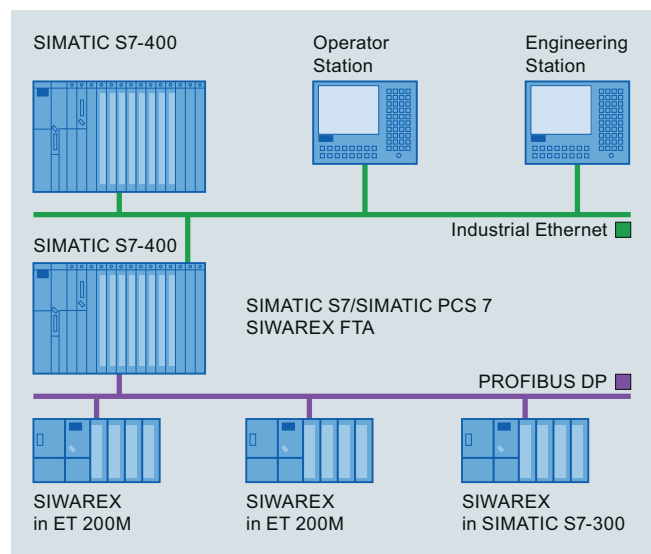 SIMATIC S7-400
Operator
Station
Engineering
Station
Industrial Ethernet
SIMATIC S7-400
SIMATIC S7/SIMATIC PCS 7
SIWAREX FTA
PROFIBUS DP
SIWAREX
in ET 200M
SIWAREX
in ET 200M
SIWAREX
in SIMATIC S7-300